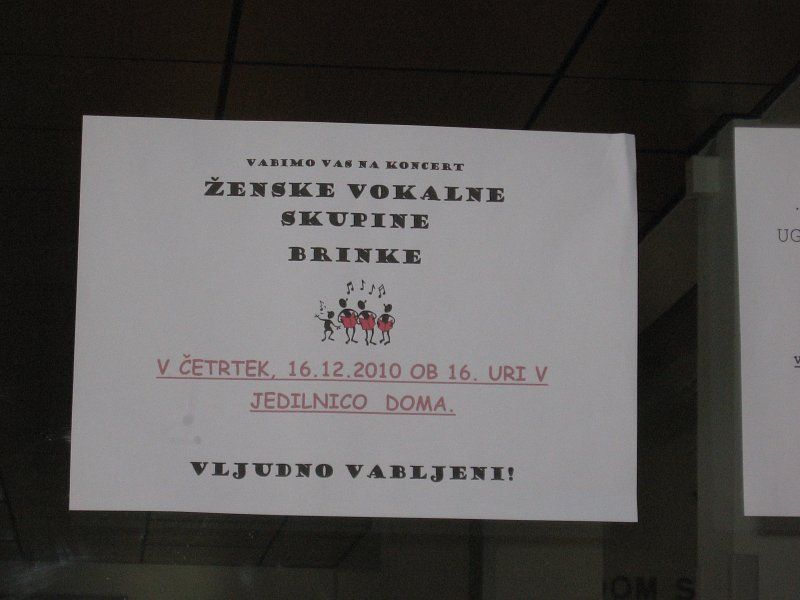 VABIMO VAS NA KONCERT
ŽENSKE VOKALNE
SKUPINE
BRINKE
V ČETRTEK, 16.12.2010 OB 16. URI V
JEDILNICO DOMA.
VLJUDNO VABLJENI!